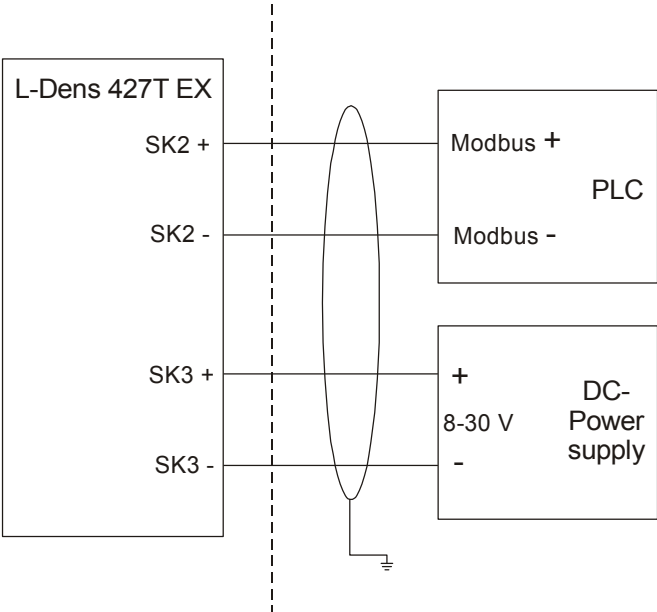 L-Dens 427T EX
SK2 +
SK2 -
SK3 +
SK3 -
Modbus +
PLC
Modbus -
+
8-30 V
-
DC-
Power
supply